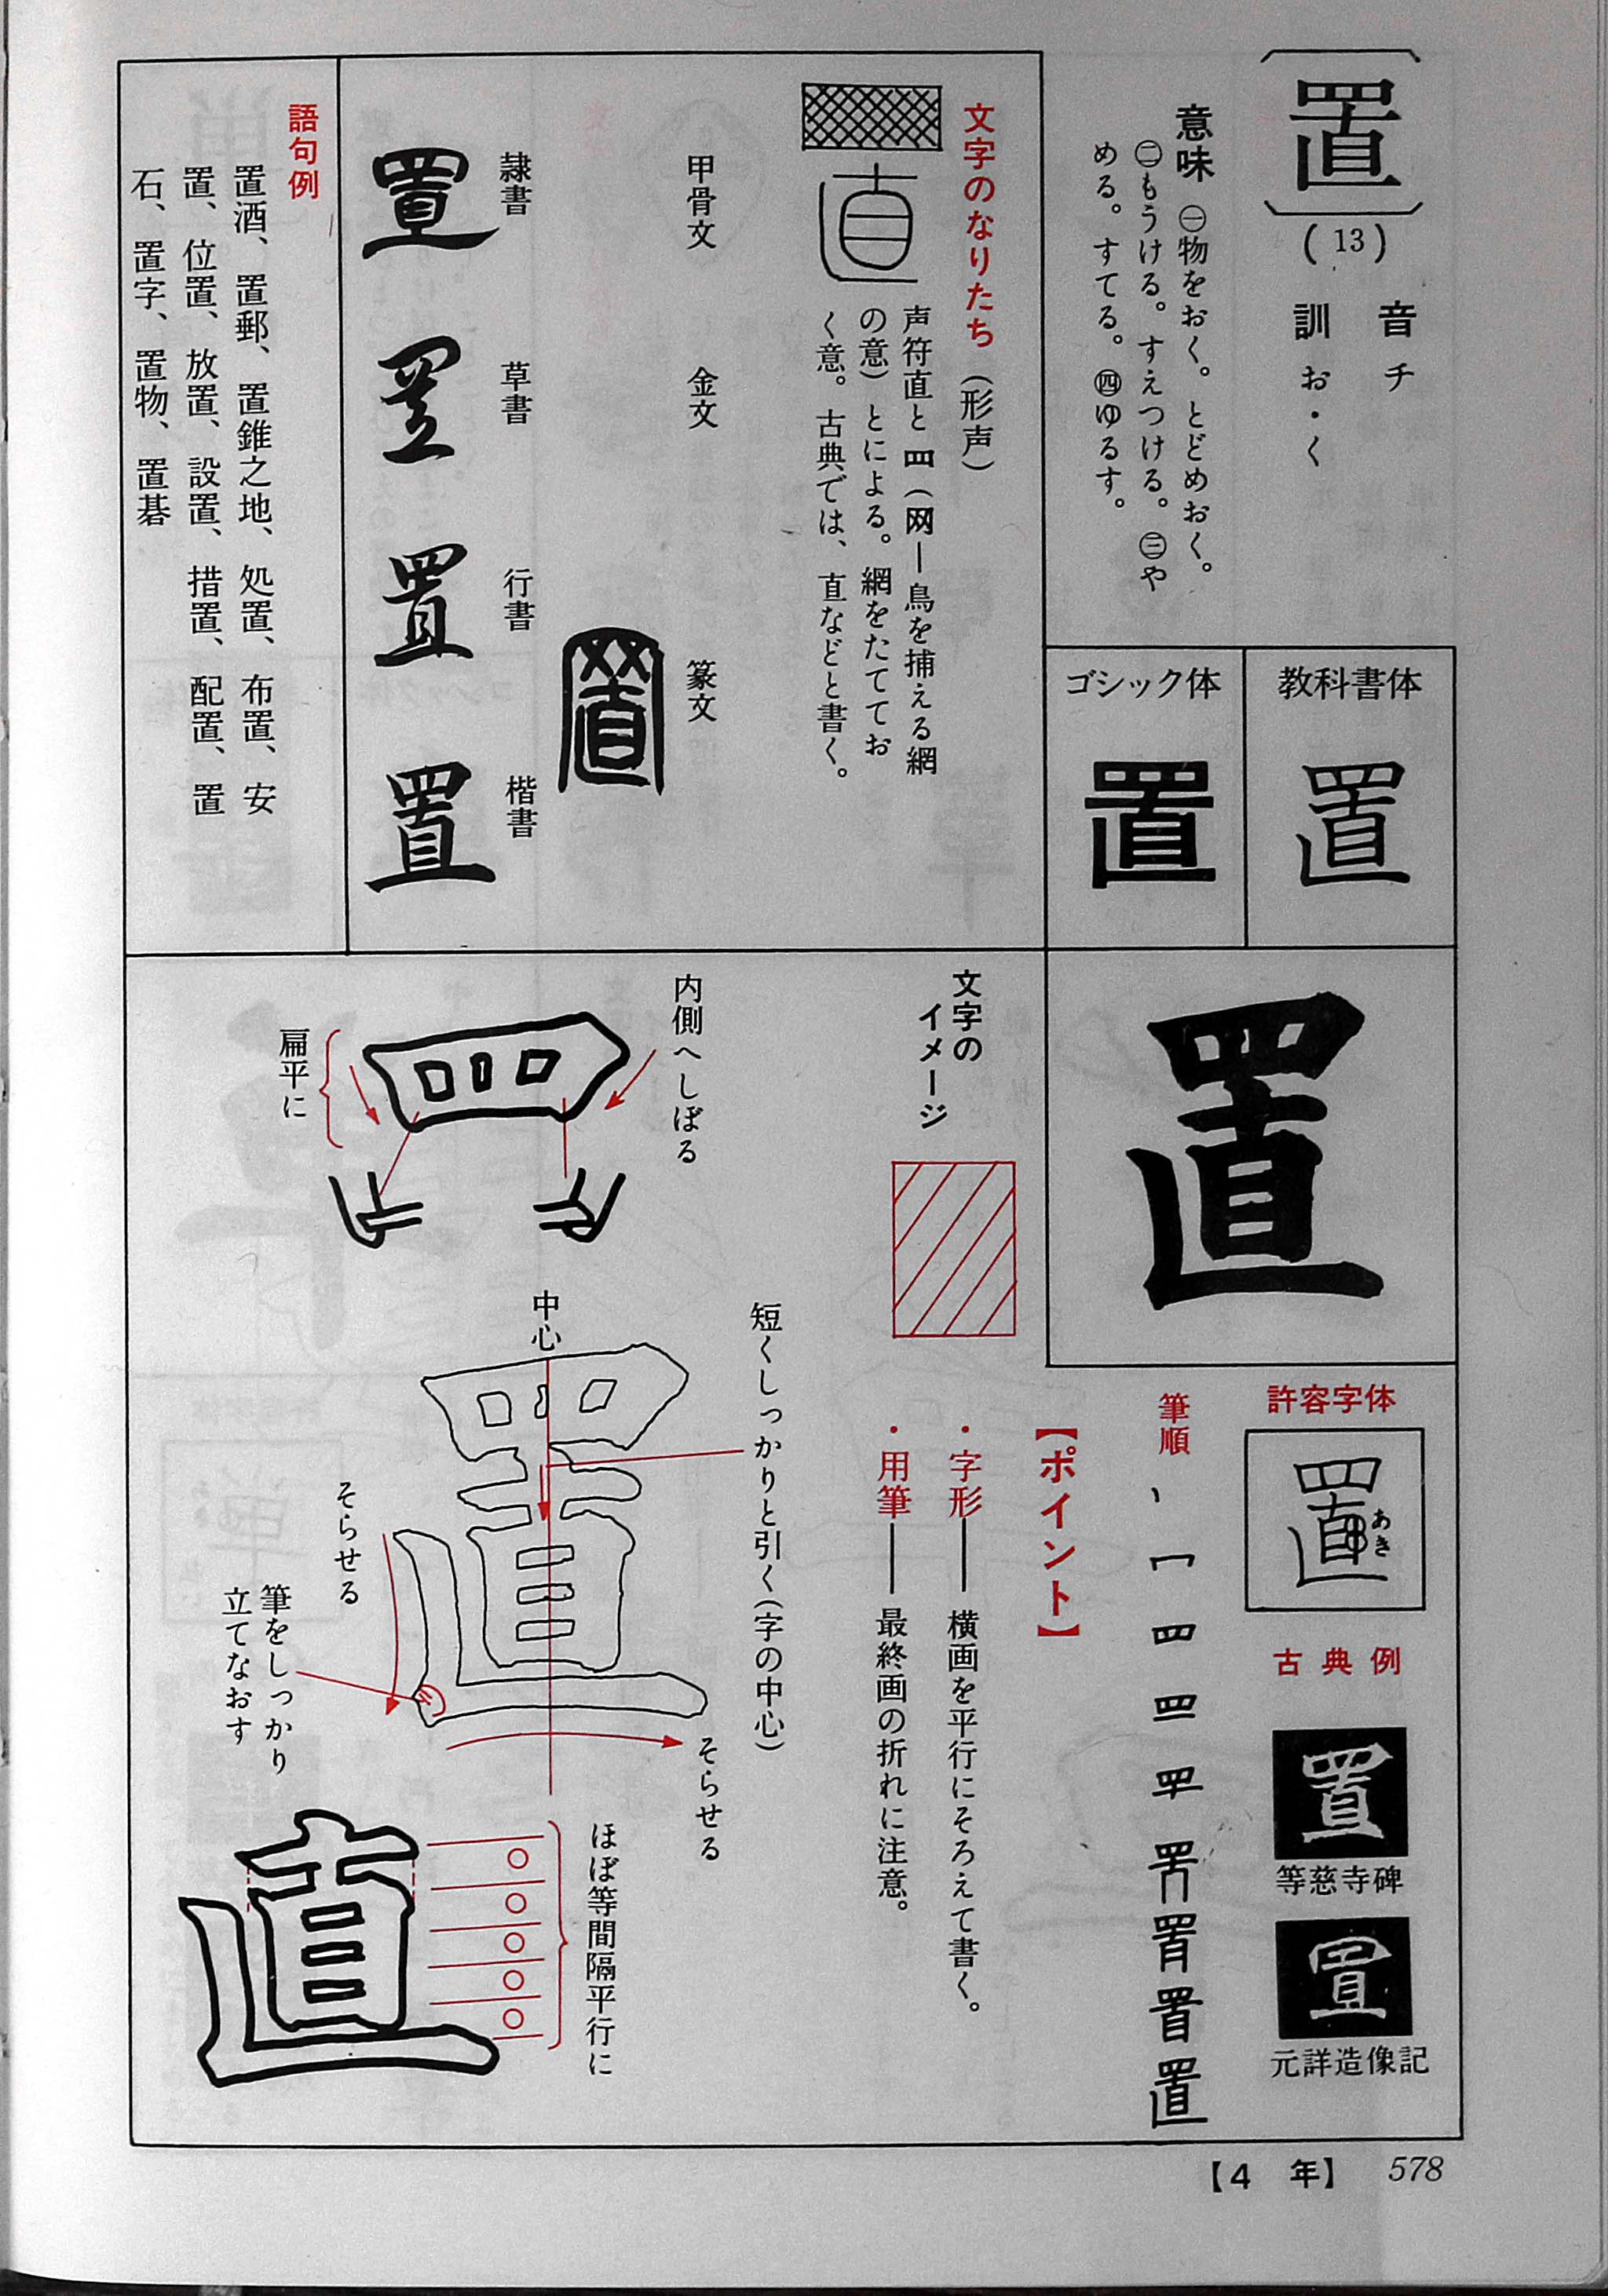 置
(13)
音 チ
訓 お・く
意味 ㊀物をおく。とどめおく。
㊁もうける。すえつける。㊂や
める。すてる。㊃ゆるす。
教科書体
置
ゴシック体
置
文字のなりたち（形声）
直
声符直と罒（网―鳥を捕える網
の意）とによる。網をたててお
く意。古典では、直などと書く。
甲骨文
金文
篆文
置
隷書
置
草書
置
行書
置
楷書
置
語句例
置酒、置郵、置錐之地、処置、布置、安
置、位置、放置、設置、措置、配置、置
石、置字、置物、置碁
置
許容字体
置
あき
古典例
置
等慈寺碑
置
元詳造像記
筆順
置
【ポイント】
・字形―横画を平行にそろえて書く。
・用筆―最終画の折れに注意。
文字の
イメージ
内側へしぼる
扁平に
短くしっかりと引く（字の中心）
中心
そらせる
そらせる
筆をしっかり
立てなおす
ほぼ等間隔平行に
【4 年】
578